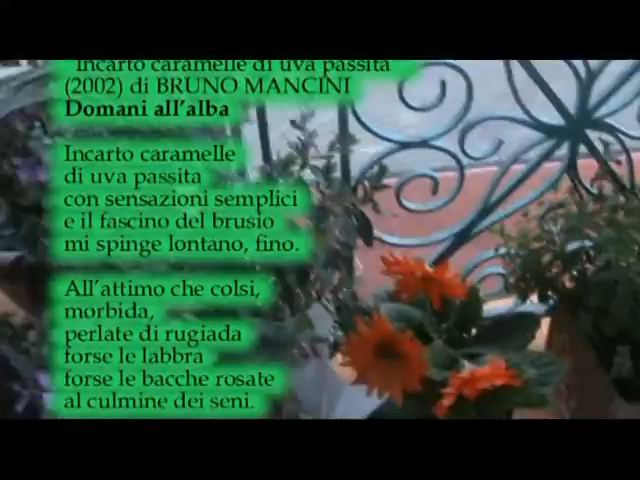 "Incarto caramelle di uva passita
(2002) di BRUNO MANCINI
Domani all'alba
Incarto caramelle
di uva passita
con sensazioni semplici
e il fascino del brusio
mi spinge lontano, fino.
All'attimo che colsi,
morbida,
perlate di rugiada
forse le labbra
forse le bacche rosate
al culmine dei seni.